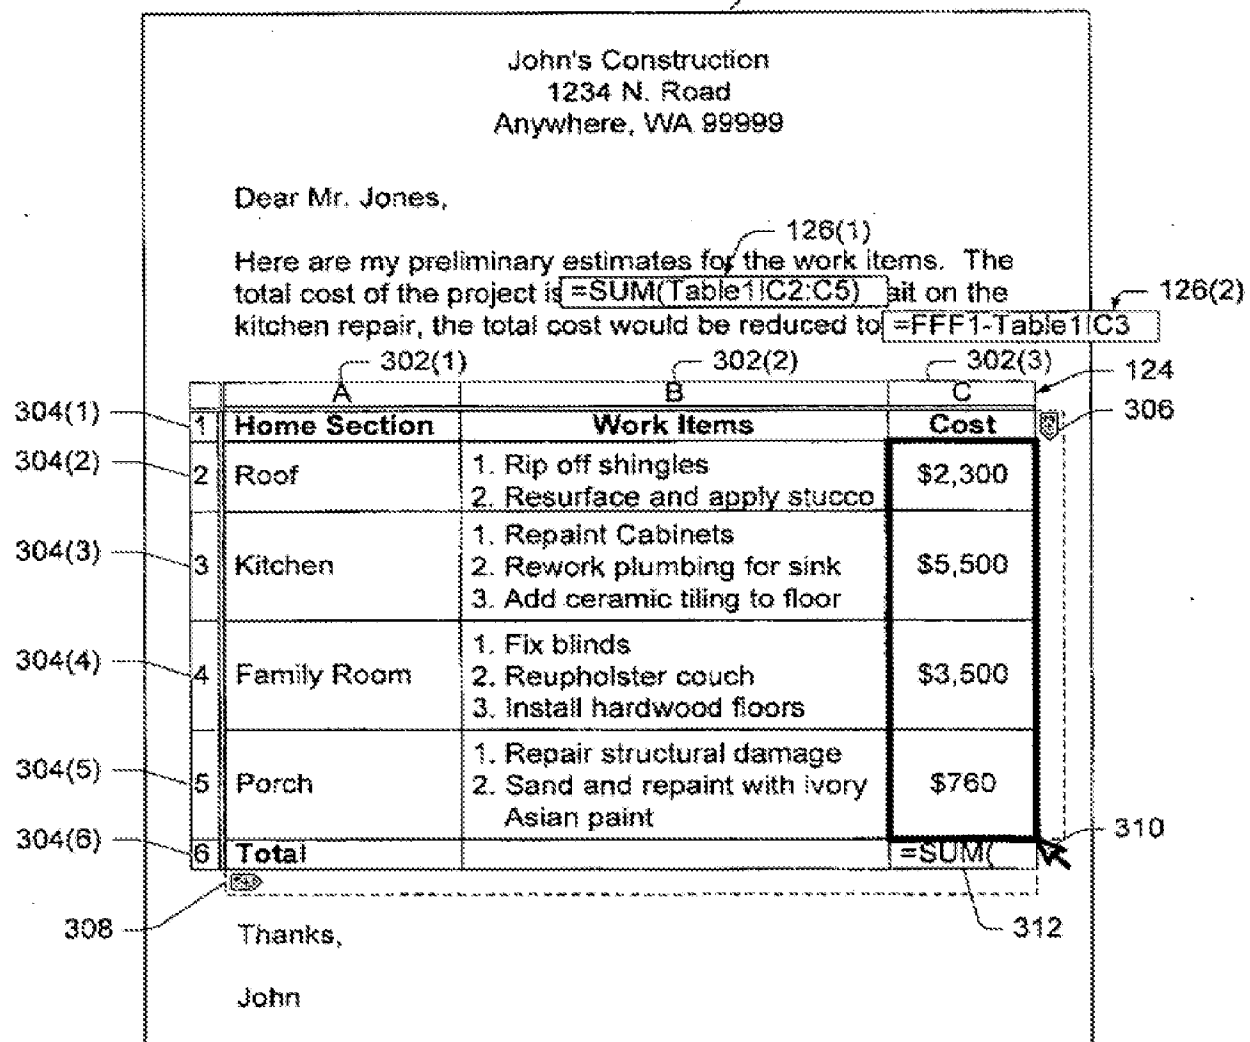 John's Construction
1234 N. Road
Anywhere, WA 99999
Dear Mr. Jones,
126(1)
Here are my preliminary estimates for the work items. The
total cost of the project is =SUM(Table1!C2:C5) ait on the
126(2)
kitchen repair, the total cost would be reduced to =FFF1-Table1!C3
302(1) 302(2) 302(3) 124
A B C
304(1) 1 Home Section Work Items Cost 306
304(2) 2 Roof 1. Rip off shingles $2,300
2. Resurface and apply stucco
304(3) 3 Kitchen 1. Repaint Cabinets $5,500
2. Rework plumbing for sink
3. Add ceramic tiling to floor
304(4) 4 Family Room 1. Fix blinds $3,500
2. Reupholster couch
3. Install hardwood floors
304(5) 5 Porch 1. Repair structural damage $760
2. Sand and repaint with ivory
Asian paint
310
304(6) 6 Total =SUM(
308 312
Thanks,
John